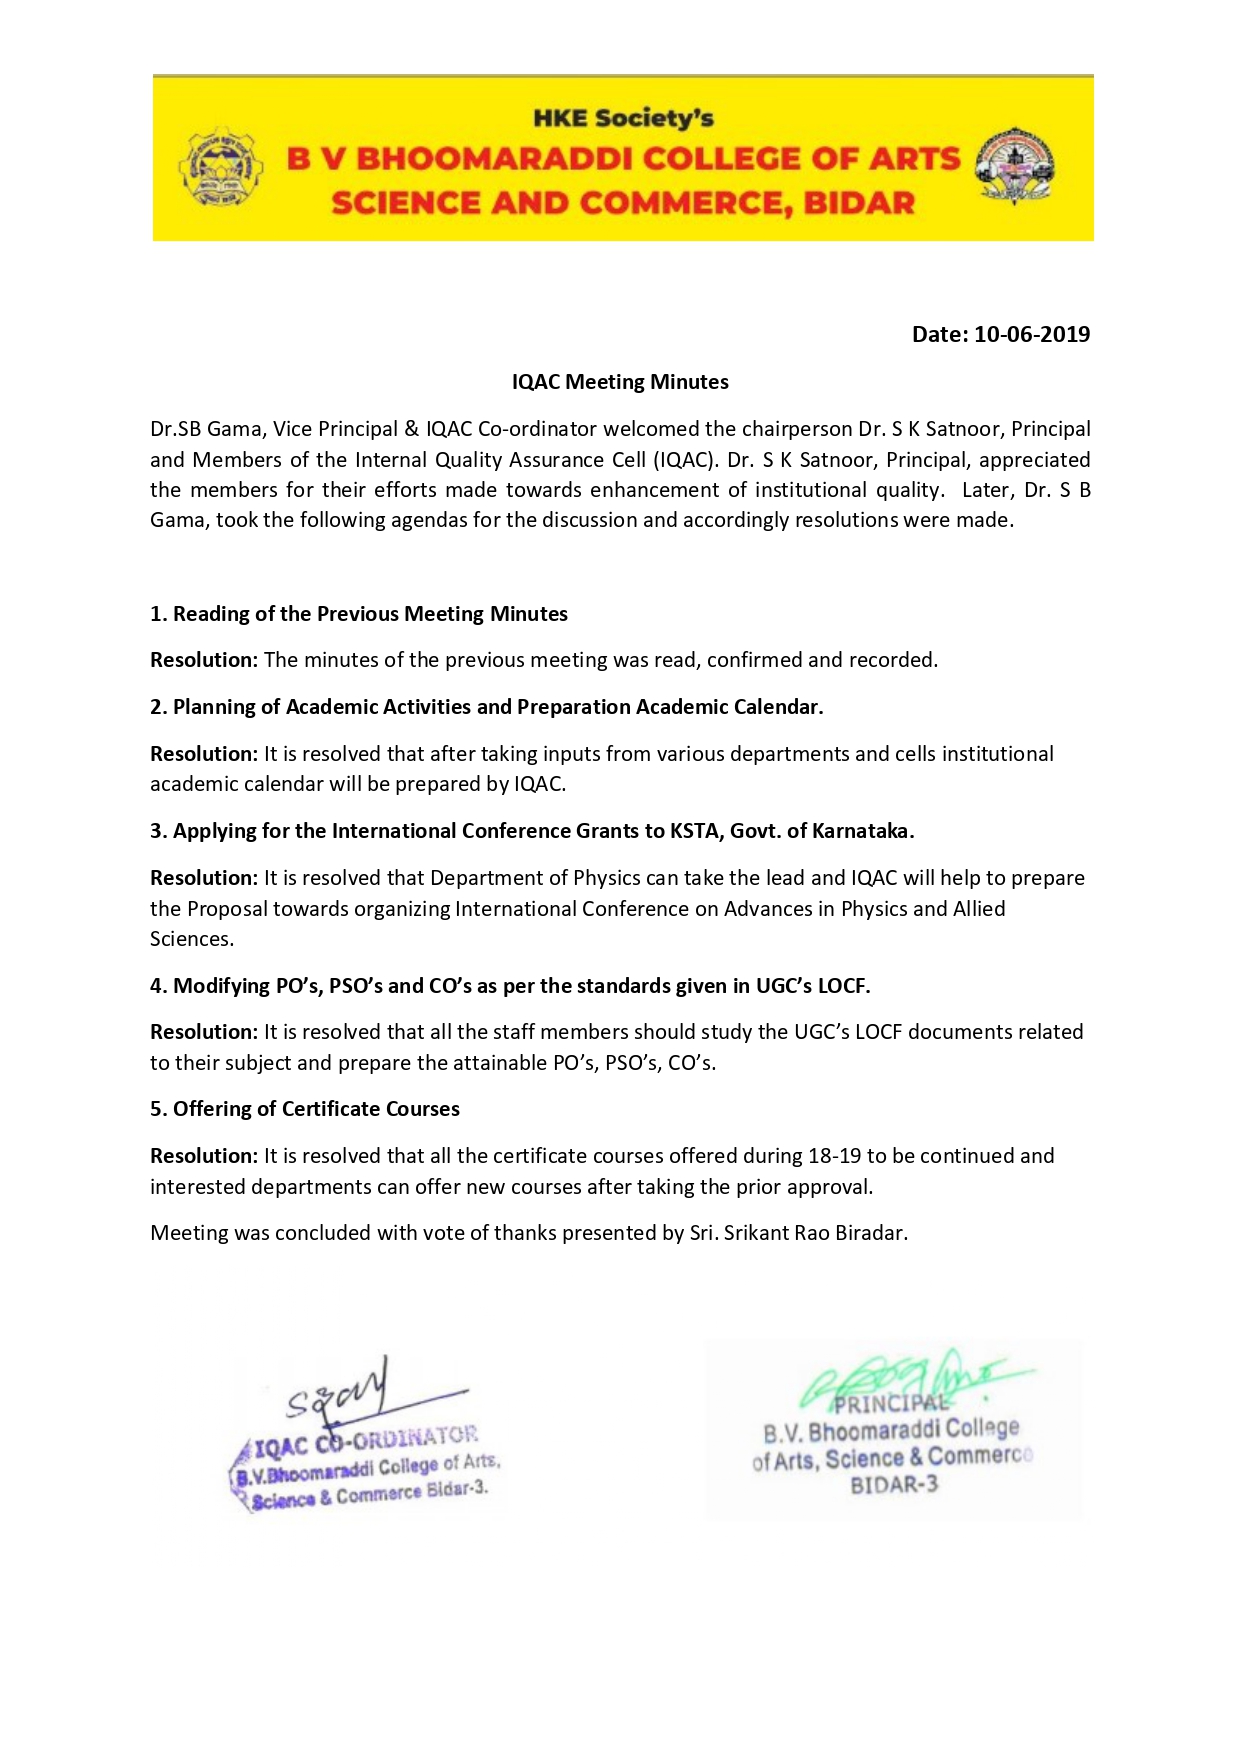 HKE Society’s
B V BHOOMARADDI COLLEGE OF ARTS
SCIENCE AND COMMERCE, BIDAR
Date: 10-06-2019
IQAC Meeting Minutes
Dr.SB Gama, Vice Principal & IQAC Co-ordinator welcomed the chairperson Dr. S K Satnoor, Principal
and Members of the Internal Quality Assurance Cell (IQAC). Dr. S K Satnoor, Principal, appreciated
the members for their efforts made towards enhancement of institutional quality.  Later, Dr. S B
Gama, took the following agendas for the discussion and accordingly resolutions were made.
1. Reading of the Previous Meeting Minutes
Resolution: The minutes of the previous meeting was read, confirmed and recorded.
2. Planning of Academic Activities and Preparation Academic Calendar.
Resolution: It is resolved that after taking inputs from various departments and cells institutional
academic calendar will be prepared by IQAC.
3. Applying for the International Conference Grants to KSTA, Govt. of Karnataka.
Resolution: It is resolved that Department of Physics can take the lead and IQAC will help to prepare
the Proposal towards organizing International Conference on Advances in Physics and Allied
Sciences.
4. Modifying PO’s, PSO’s and CO’s as per the standards given in UGC’s LOCF.
Resolution: It is resolved that all the staff members should study the UGC’s LOCF documents related
to their subject and prepare the attainable PO’s, PSO’s, CO’s.
5. Offering of Certificate Courses
Resolution: It is resolved that all the certificate courses offered during 18-19 to be continued and
interested departments can offer new courses after taking the prior approval.
Meeting was concluded with vote of thanks presented by Sri. Srikant Rao Biradar.
IQAC CO-ORDINATOR
B.V.Bhoomaraddi College of Arts,
Science & Commerce Bidar-3.
PRINCIPAL
B.V. Bhoomaraddi College
of Arts, Science & Commerce
BIDAR-3